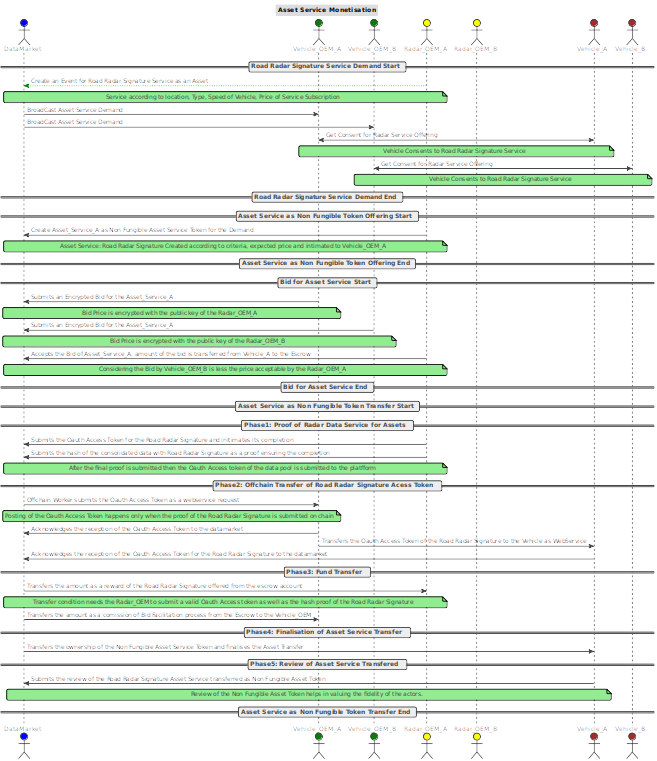 Asset Service Monetisation
DataMarket Vehicle_OEM_A Vehicle_OEM_B Radar_OEM_A Radar_OEM_B Vehicle_A Vehicle_B
Road Radar Signature Service Demand Start
Create an Event for Road Radar Signature Service as an Asset
Service according to location, Type, Speed of Vehicle, Price of Service Subscription
BroadCast Asset Service Demand
BroadCast Asset Service Demand
Get Consent for Radar Service Offering
Vehicle Consents to Road Radar Signature Service
Get Consent for Radar Service Offering
Vehicle Consents to Road Radar Signature Service
Road Radar Signature Service Demand End
Asset Service as Non Fungible Token Offering Start
Create Asset_Service_A as Non Fungible Asset Service Token for the Demand
Asset Service: Road Radar Signature Created according to criteria, expected price and intimated to Vehicle_OEM_A
Asset Service as Non Fungible Token Offering End
Bid for Asset Service Start
Submits an Encrypted Bid for the Asset_Service_A
Bid Price is encrypted with the publickey of the Radar_OEM_A
Submits an Encrypted Bid for the Asset_Service_A
Bid Price is encrypted with the public key of the Radar_OEM_B
Accepts the Bid of Asset_Service_A: amount of the bid is transferred from Vehicle_A to the Escrow
Considering the Bid by Vehicle_OEM_B is less the price acceptable by the Radar_OEM_A
Bid for Asset Service End
Asset Service as Non Fungible Token Transfer Start
Phase1: Proof of Radar Data Service for Assets
Submits the Oauth Access Token for the Road Radar Signature and initimates its completion
Submits the hash of the consolidated data with Road Radar Signature as a proof ensuring the completion
After the final proof is submitted then the Oauth Access token of the data pool is submitted to the platfform
Phase2: Offchain Transfer of Road Radar Signature Acess Token
Offchain Worker submits the Oauth Access Token as a webservice request
Posting of the Oauth Access Token happens only when the proof of the Road Radar Signature is submitted on chain
Acknowledges the reception of the Oauth Access Token to the datamarket
Transfers the Oauth Access Token of the Road Radar Signature to the Vehicle as WebService
Acknowledges the reception of the Oauth Access Token for the Road Radar Signature to the datamarket
Phase3: Fund Transfer
Transfers the amount as a reward of the Road Radar Signature offered from the escrow account
Transfer condition needs the Radar_OEM to submit a valid Oauth Access token as well as the hash proof of the Road Radar Signature
Transfers the amount as a comission of Bid facilitation process from the Escrow to the Vehicle_OEM
Phase4: Finalisation of Asset Service Transfer
Transfers the ownership of the Non Fungible Asset Service Token and finalises the Asset Transfer
Phase5: Review of Asset Service Transfered
Submits the review of the Road Radar Signature Asset Service transferred as Non Fungible Asset Token
Review of the Non Fungible Asset Token helps in valuing the fidelity of the actors.
Asset Service as Non Fungible Token Transfer End
DataMarket Vehicle_OEM_A Vehicle_OEM_B Radar_OEM_A Radar_OEM_B Vehicle_A Vehicle_B